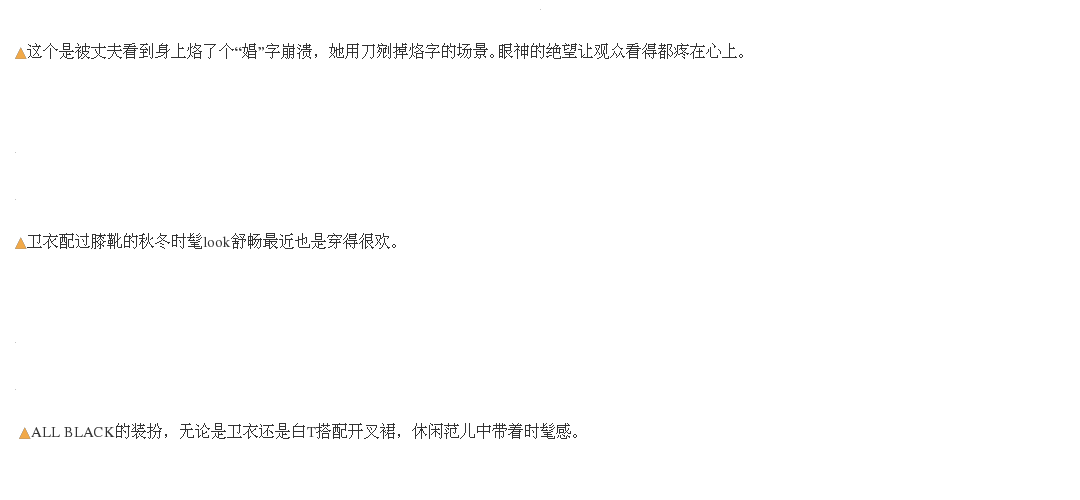 ▲这个是被丈夫看到身上烙了个“娼”字崩溃，她用刀剜掉烙字的场景。眼神的绝望让观众看得都疼在心上。
▲卫衣配过膝靴的秋冬时髦look舒畅最近也是穿得很欢。
▲ALL BLACK的装扮，无论是卫衣还是白T搭配开叉裙，休闲范儿中带着时髦感。